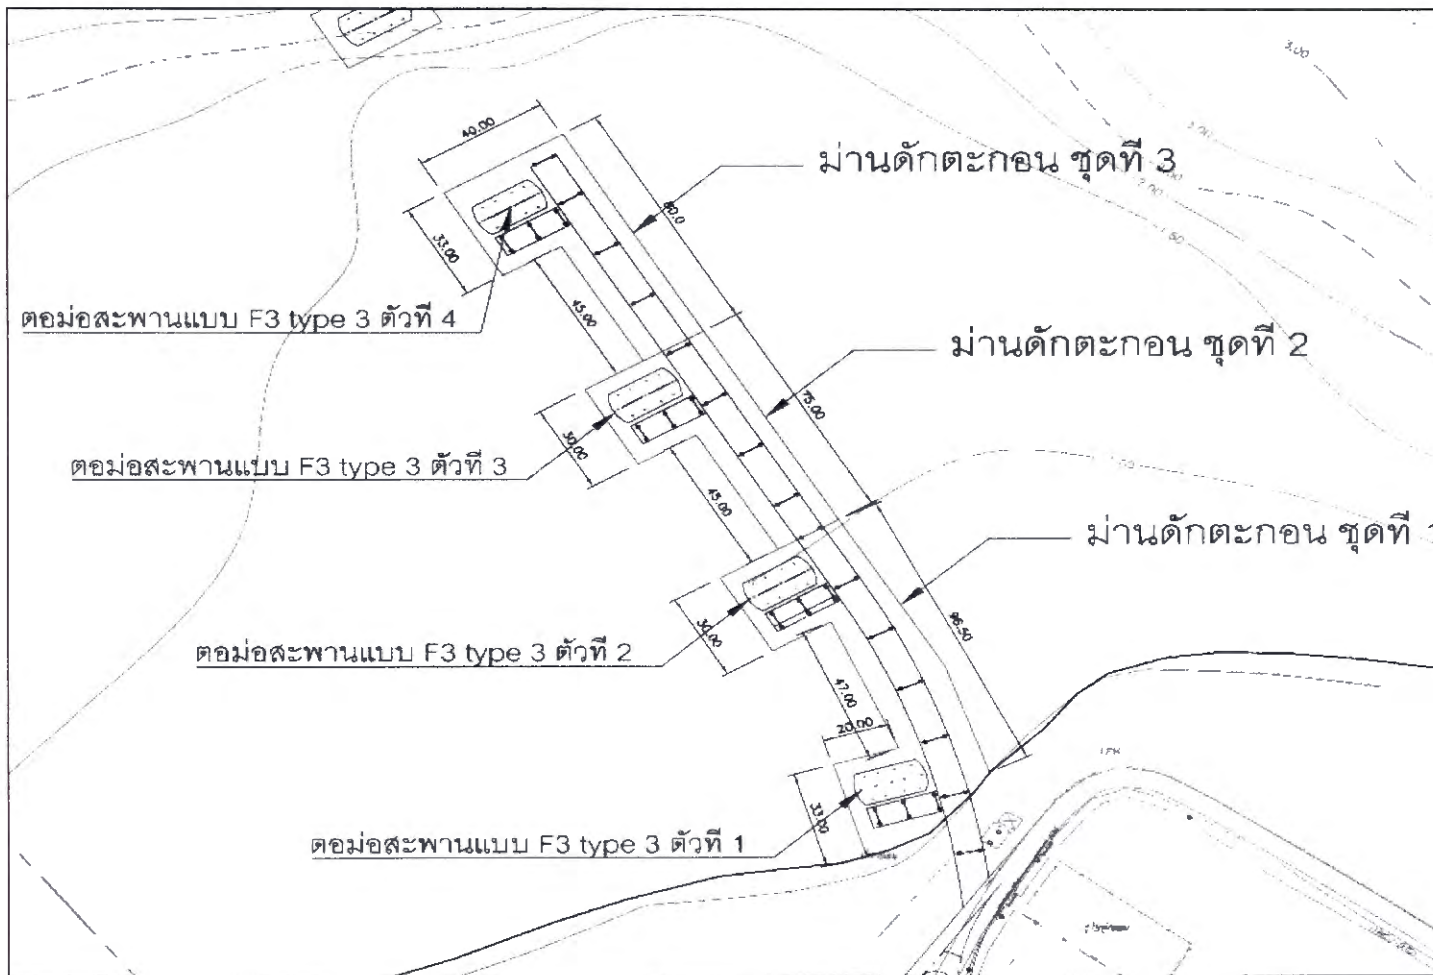 3.00
40.00
ม่านดักตะกอน ชุดที่ 3
2.00
80.0
33.00
ตอม่อสะพานแบบ F3 type 3 ตัวที่ 4
45.00
ม่านดักตะกอน ชุดที่ 2
75.00
30.00
ตอม่อสะพานแบบ F3 type 3 ตัวที่ 3
45.00
ม่านดักตะกอน ชุดที่
96.50
30.00
ตอม่อสะพานแบบ F3 type 3 ตัวที่ 2
47.00
20.00
33.00
ตอม่อสะพานแบบ F3 type 3 ตัวที่ 1